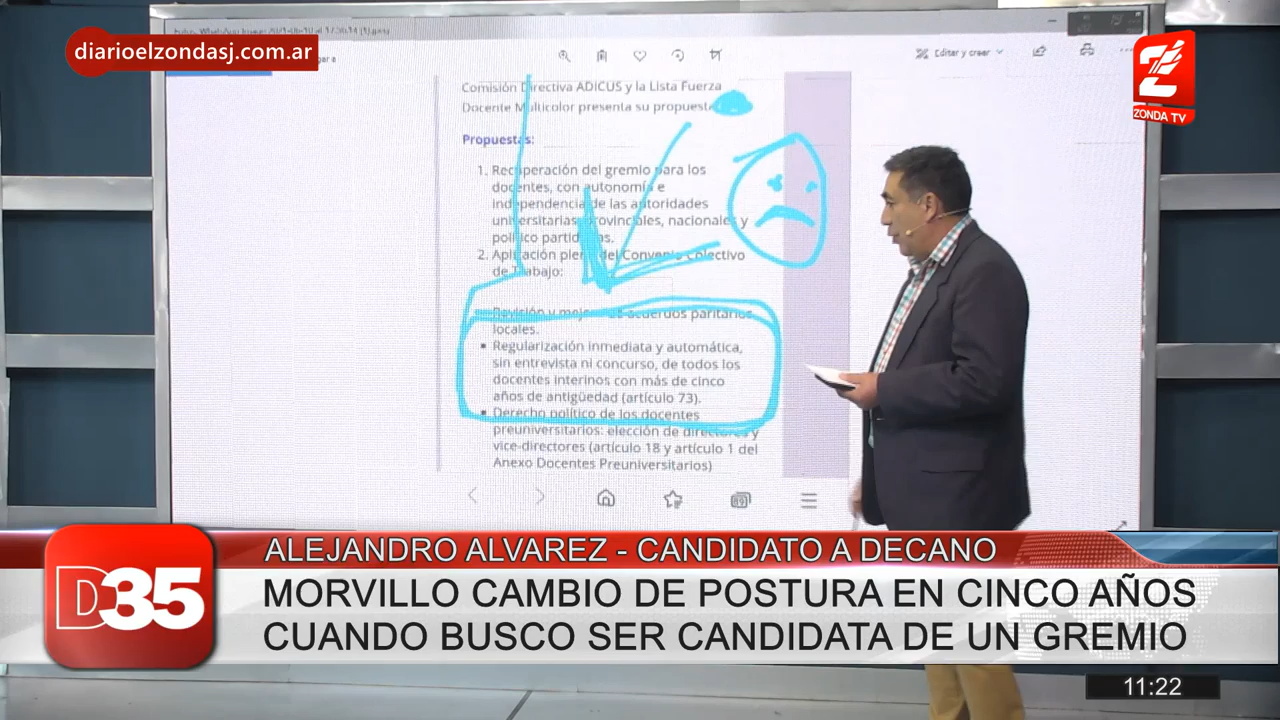 diarioelzondasj.com.ar
Editar y crear
ZONDA TV
Comisión Directiva ADICUS y la Lista Fuerza
Docente Multicolor presenta su propuesta
Propuestas:
1. Recuperación del gremio para los
docentes, con autonomía e
independencia de las autoridades
universitarias, provinciales, nacionales y
político partidarias.
2. Aplicación plena del Convenio Colectivo
de Trabajo:
Revisión y mejora de acuerdos paritarios
locales.
▪ Regularización inmediata y automática,
sin entrevista ni concurso, de todos los
docentes interinos con más de cinco
años de antigüedad (artículo 73).
▪ Derecho político de los docentes
preuniversitarios: elección de directores y
vice-directores (artículo 18 y artículo 1 del
Anexo Docentes Preuniversitarios)
D35
ALEJANDRO ALVAREZ - CANDIDATO A DECANO
MORVILLO CAMBIO DE POSTURA EN CINCO AÑOS
CUANDO BUSCO SER CANDIDATA DE UN GREMIO
11:22